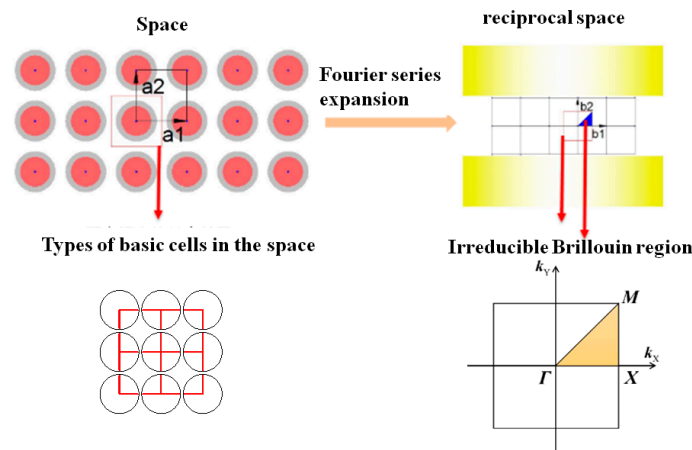 Space
reciprocal space
a2
a1
Fourier series
expansion
b2
b1
Types of basic cells in the space
Irreducible Brillouin region
kY
M
kX
Γ
X